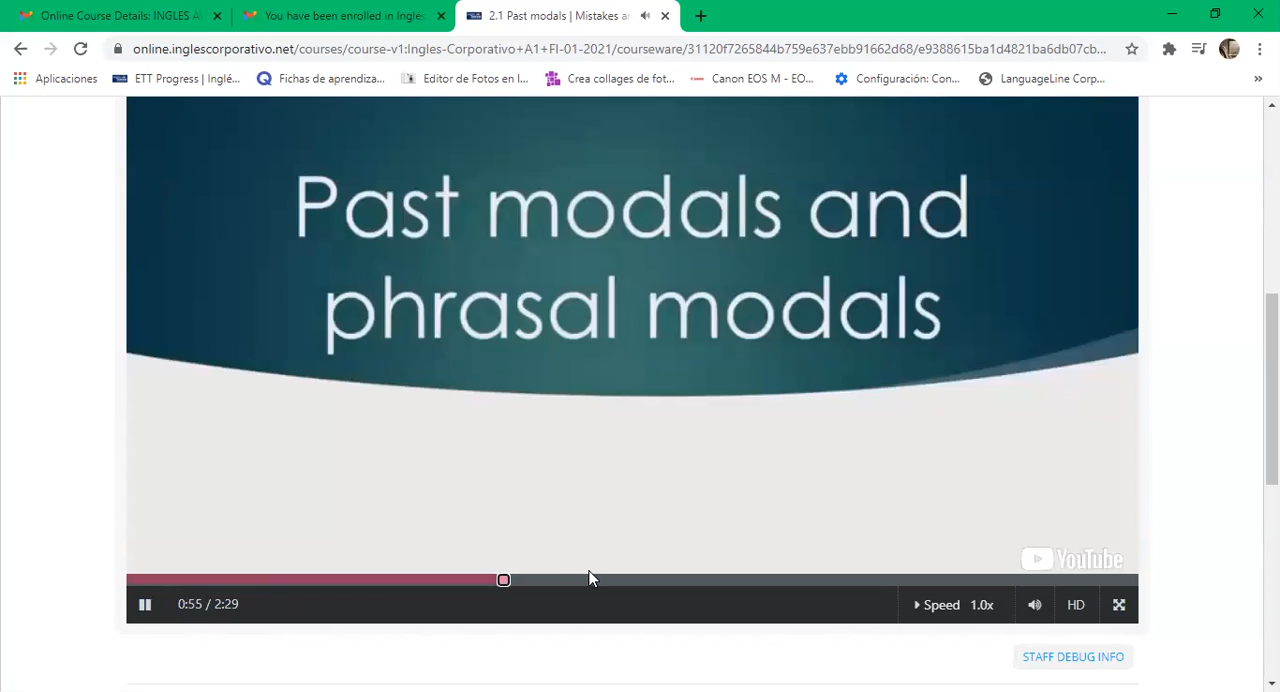 Online Course Details: INGLES A
You have been enrolled in Inglés
2.1 Past modals | Mistakes a
online.inglescorporativo.net/courses/course-v1:Ingles-Corporativo+A1+FI-01-2021/courseware/31120f7265844b759e637ebb91662d68/e9388615ba1d4821ba6db07cb...
Aplicaciones
ETT Progress | Inglé...
Fichas de aprendiza...
Editor de Fotos en l...
Crea collages de fot...
Canon EOS M - EO...
Configuración: Con...
LanguageLine Corp...
»
Past modals and
phrasal modals
YouTube
0:55 / 2:29
Speed 1.0x
HD
STAFF DEBUG INFO